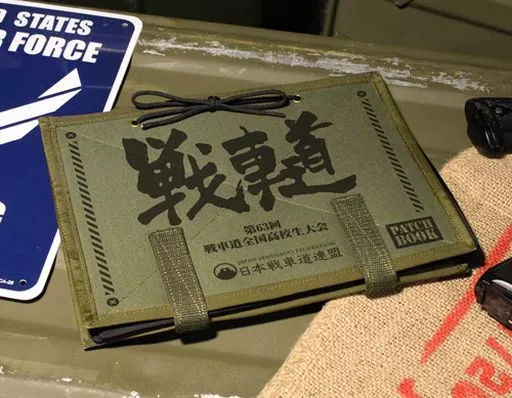 STATES
FORCE
戦車道
第63回
戦車道全国高校生大会
JAPAN SENSHADO FEDERATION
日本戦車道連盟
PATCH
BOOK